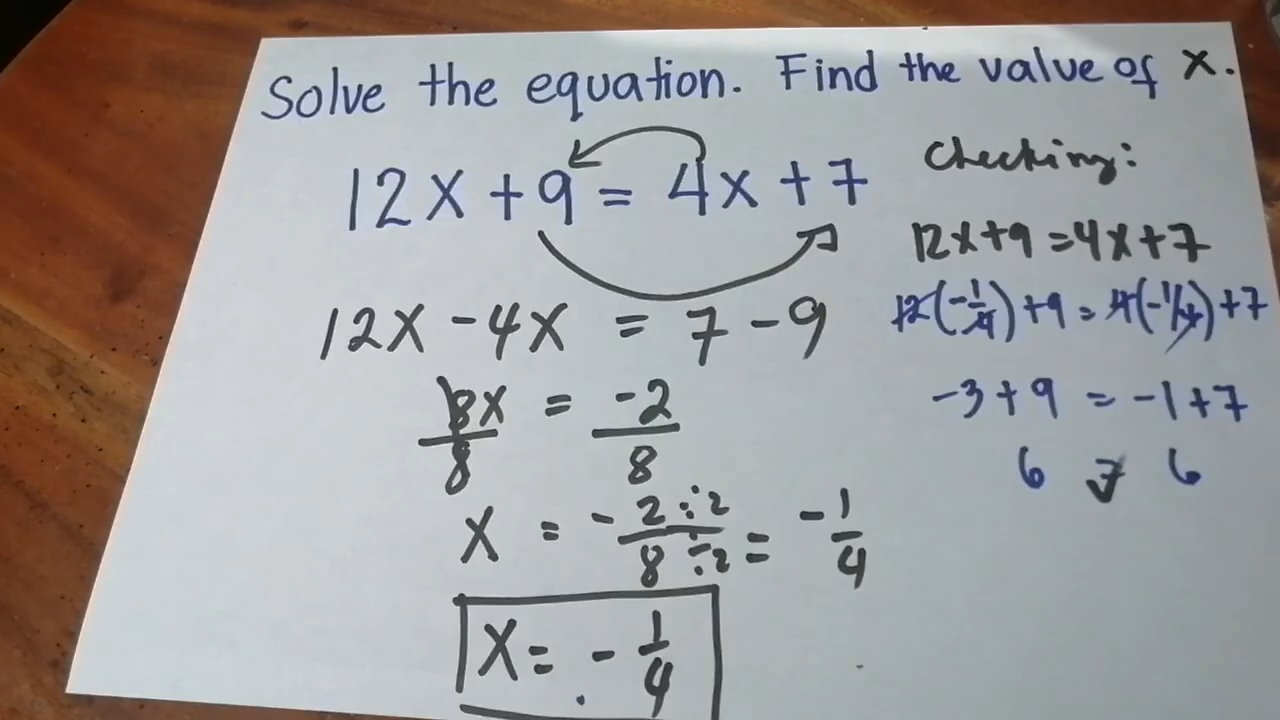 Solve the equation. Find the value of x.
12x + 9 = 4x + 7
12x - 4x = 7 - 9
8x = -2
8 8
x = - 2 ÷2 = - 1
8 ÷2 4
x = - 1
4
Checking:
12x+9 =4x+7
12(-1/4) +9 = 4(-1/4) +7
-3 + 9 = -1 +7
6 = 6